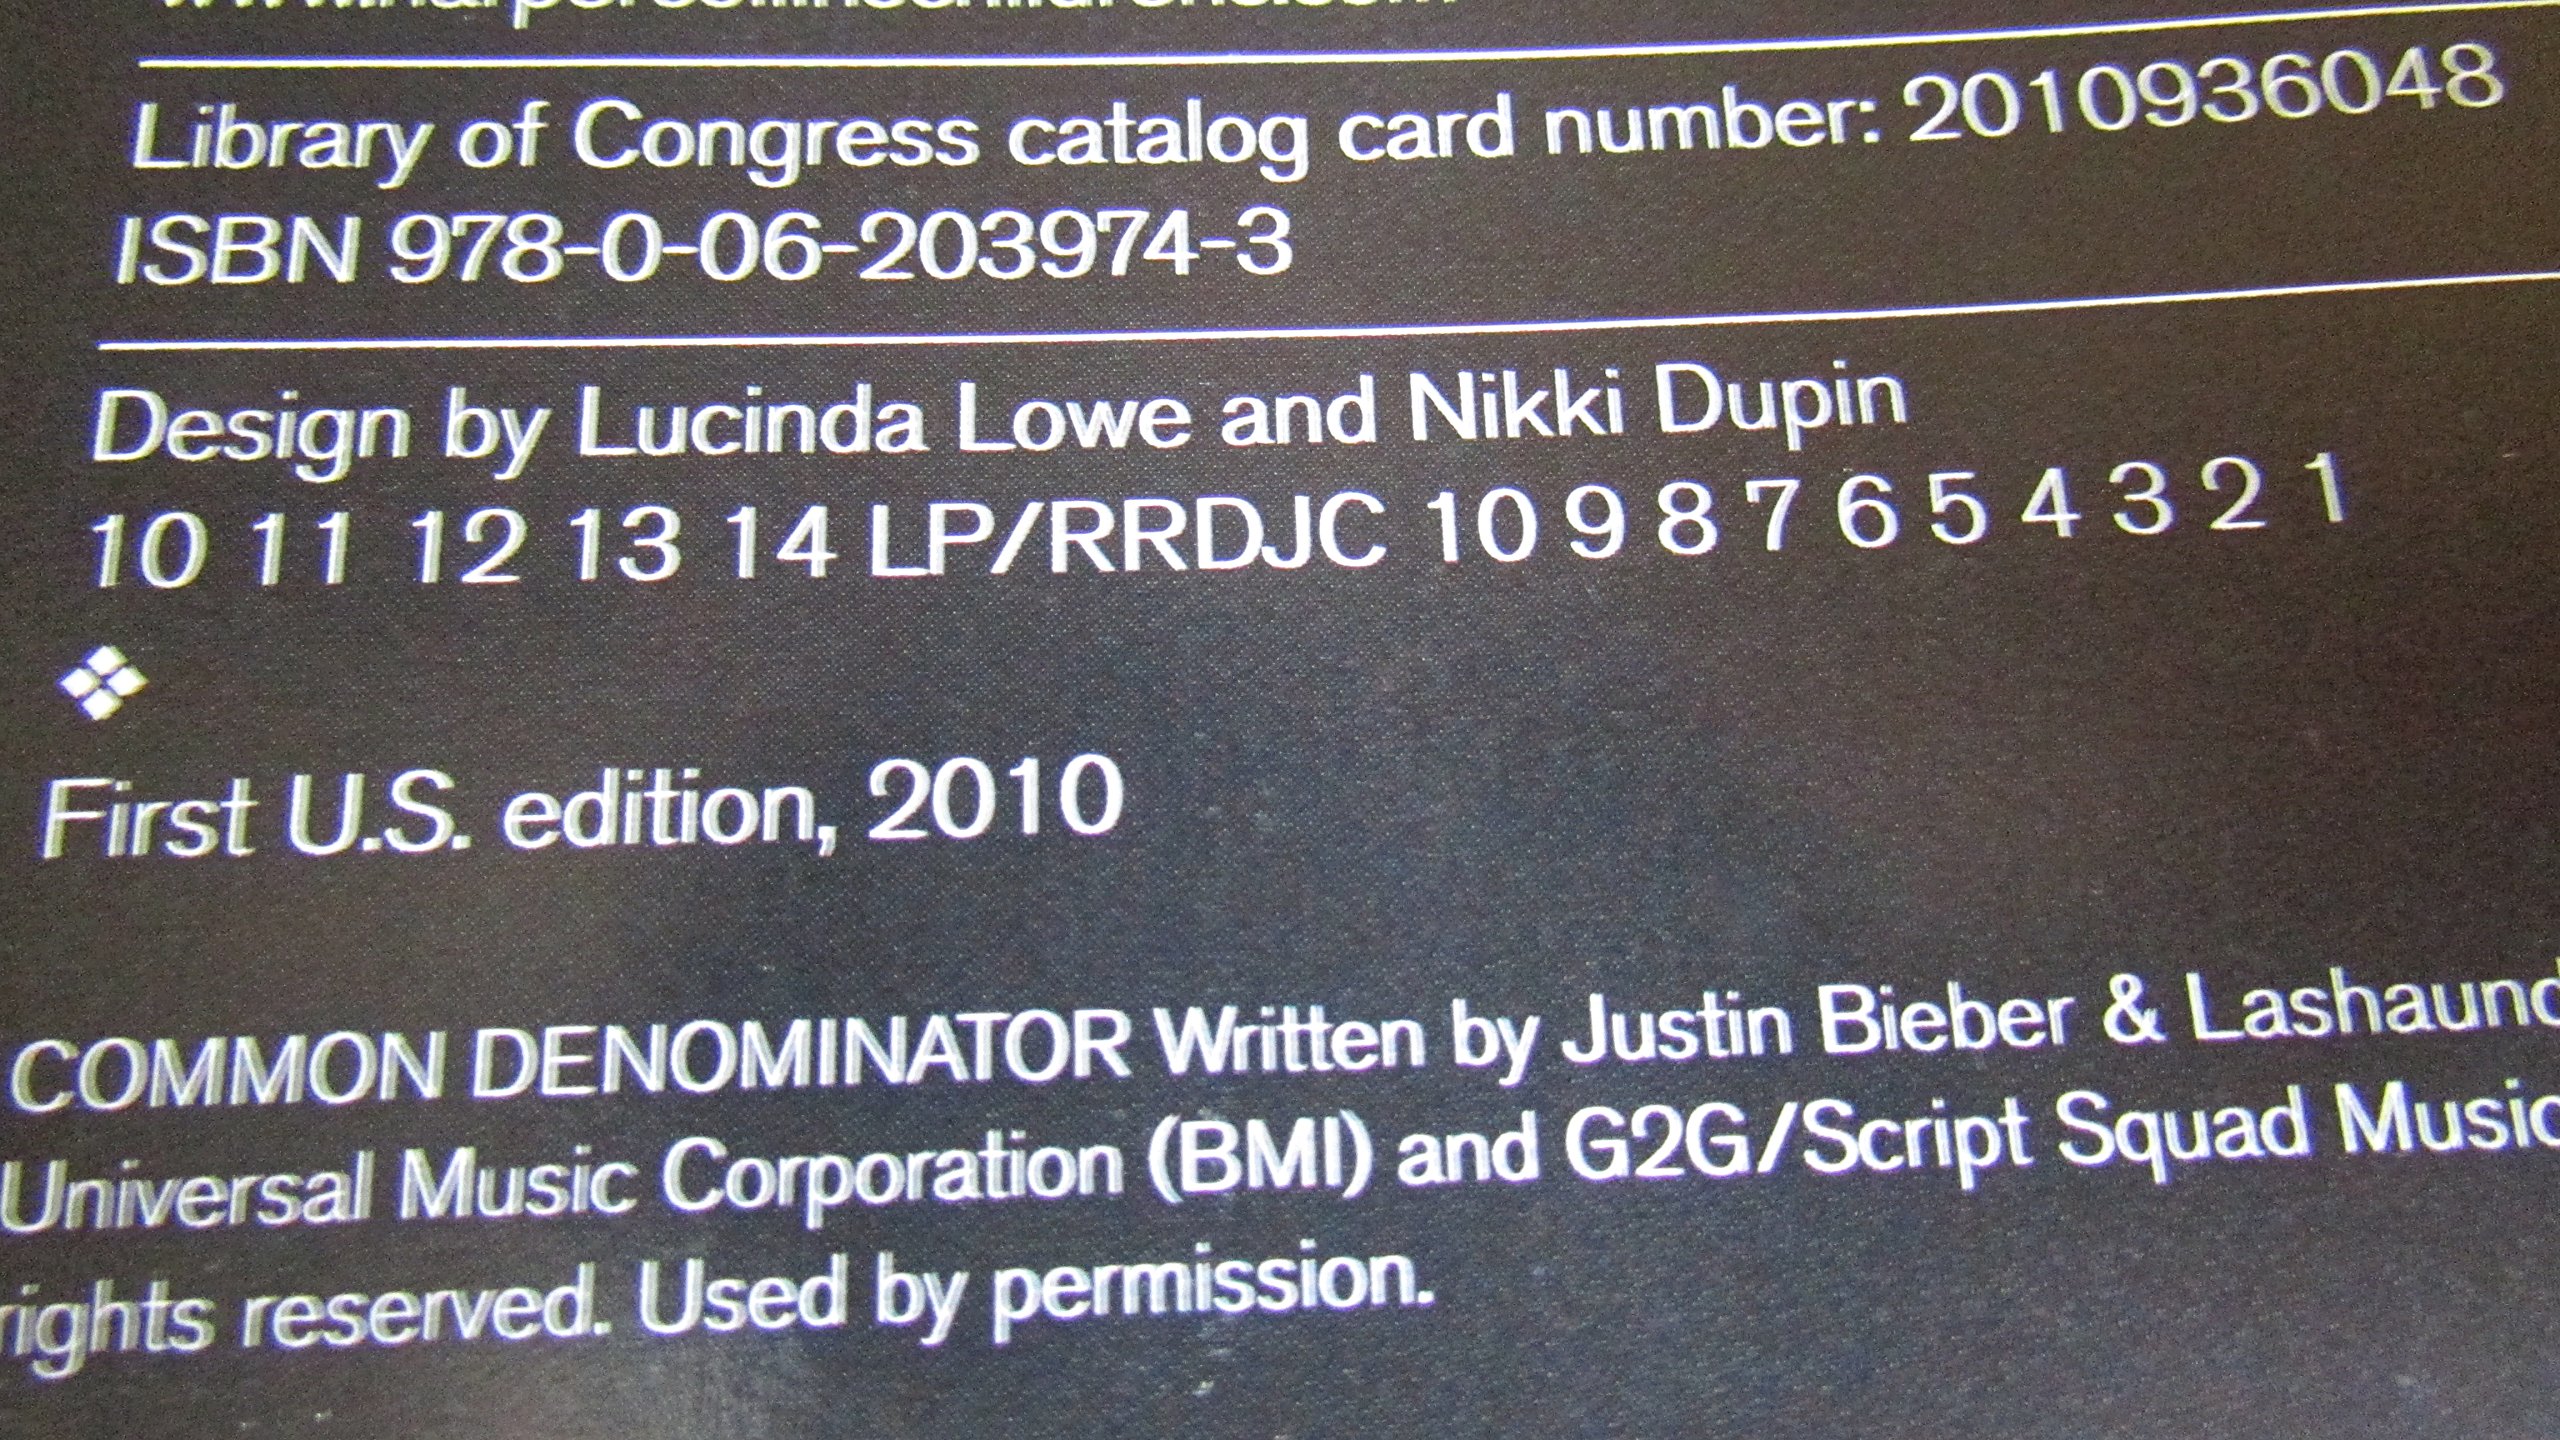 Library of Congress catalog card number: 2010936048
ISBN 978-0-06-203974-3
Design by Lucinda Lowe and Nikki Dupin
10 11 12 13 14 LP/RRDJC 10 9 8 7 6 5 4 3 2 1
❖
First U.S. edition, 2010
COMMON DENOMINATOR Written by Justin Bieber & Lashaund
Universal Music Corporation (BMI) and G2G/Script Squad Music
rights reserved. Used by permission.